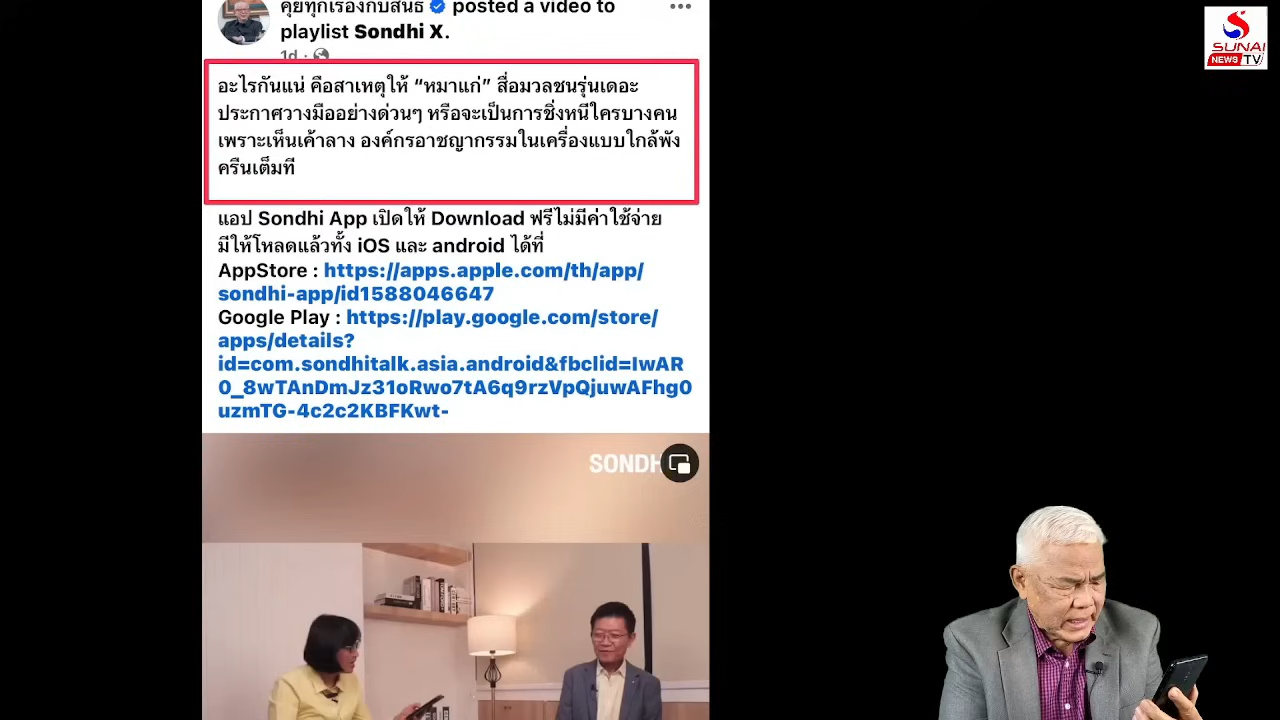 คุยทุกเรื่องกับสนธิ posted a video to
playlist Sondhi X.
1d ·
อะไรกันแน่ คือสาเหตุให้ “หมาแก่” สื่อมวลชนรุ่นเดอะ
ประกาศวางมืออย่างด่วนๆ หรือจะเป็นการชิ่งหนีใครบางคน
เพราะเห็นเค้าลาง องค์กรอาชญากรรมในเครื่องแบบใกล้พัง
ครืนเต็มที
แอป Sondhi App เปิดให้ Download ฟรีไม่มีค่าใช้จ่าย
มีให้โหลดแล้วทั้ง iOS และ android ได้ที่
AppStore : https://apps.apple.com/th/app/
sondhi-app/id1588046647
Google Play : https://play.google.com/store/
apps/details?
id=com.sondhitalk.asia.android&fbclid=IwAR
0_8wTAnDmJz31oRwo7tA6q9rzVpQjuwAFhg0
uzmTG-4c2c2KBFKwt-
SONDH
SUNAI
NEWS TV